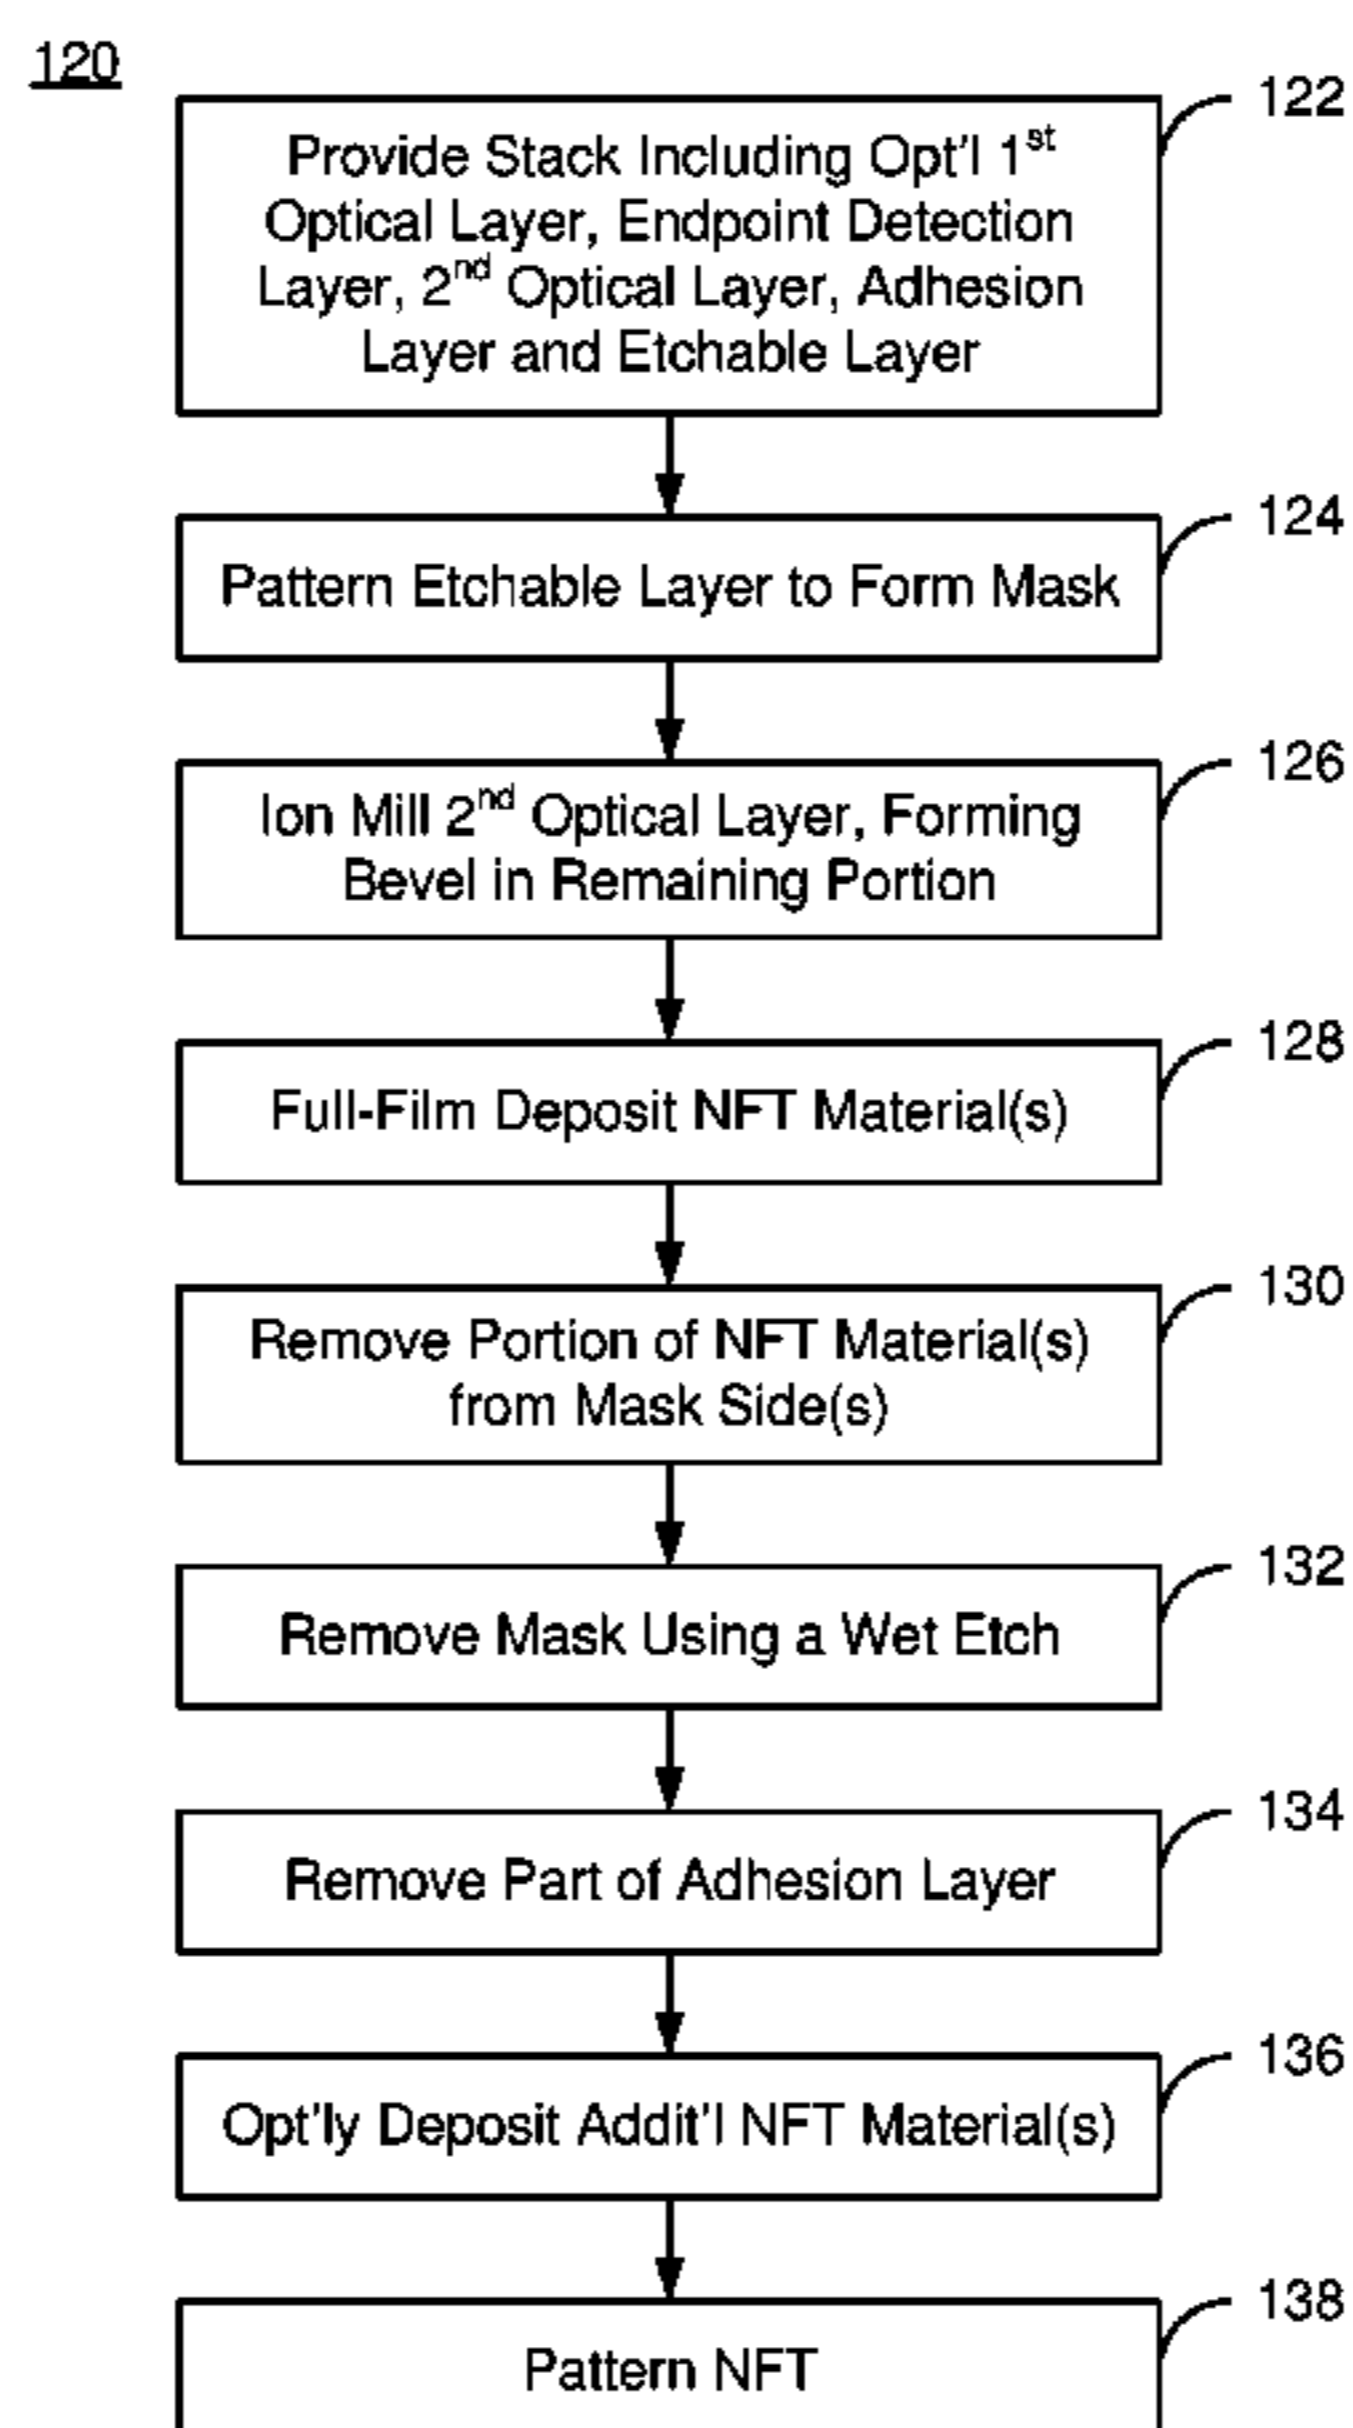 120
122
Provide Stack Including Opt'l 1st
Optical Layer, Endpoint Detection
Layer, 2nd Optical Layer, Adhesion
Layer and Etchable Layer
124
Pattern Etchable Layer to Form Mask
126
Ion Mill 2nd Optical Layer, Forming
Bevel in Remaining Portion
128
Full-Film Deposit NFT Material(s)
130
Remove Portion of NFT Material(s)
from Mask Side(s)
132
Remove Mask Using a Wet Etch
134
Remove Part of Adhesion Layer
136
Opt'ly Deposit Addit'l NFT Material(s)
138
Pattern NFT